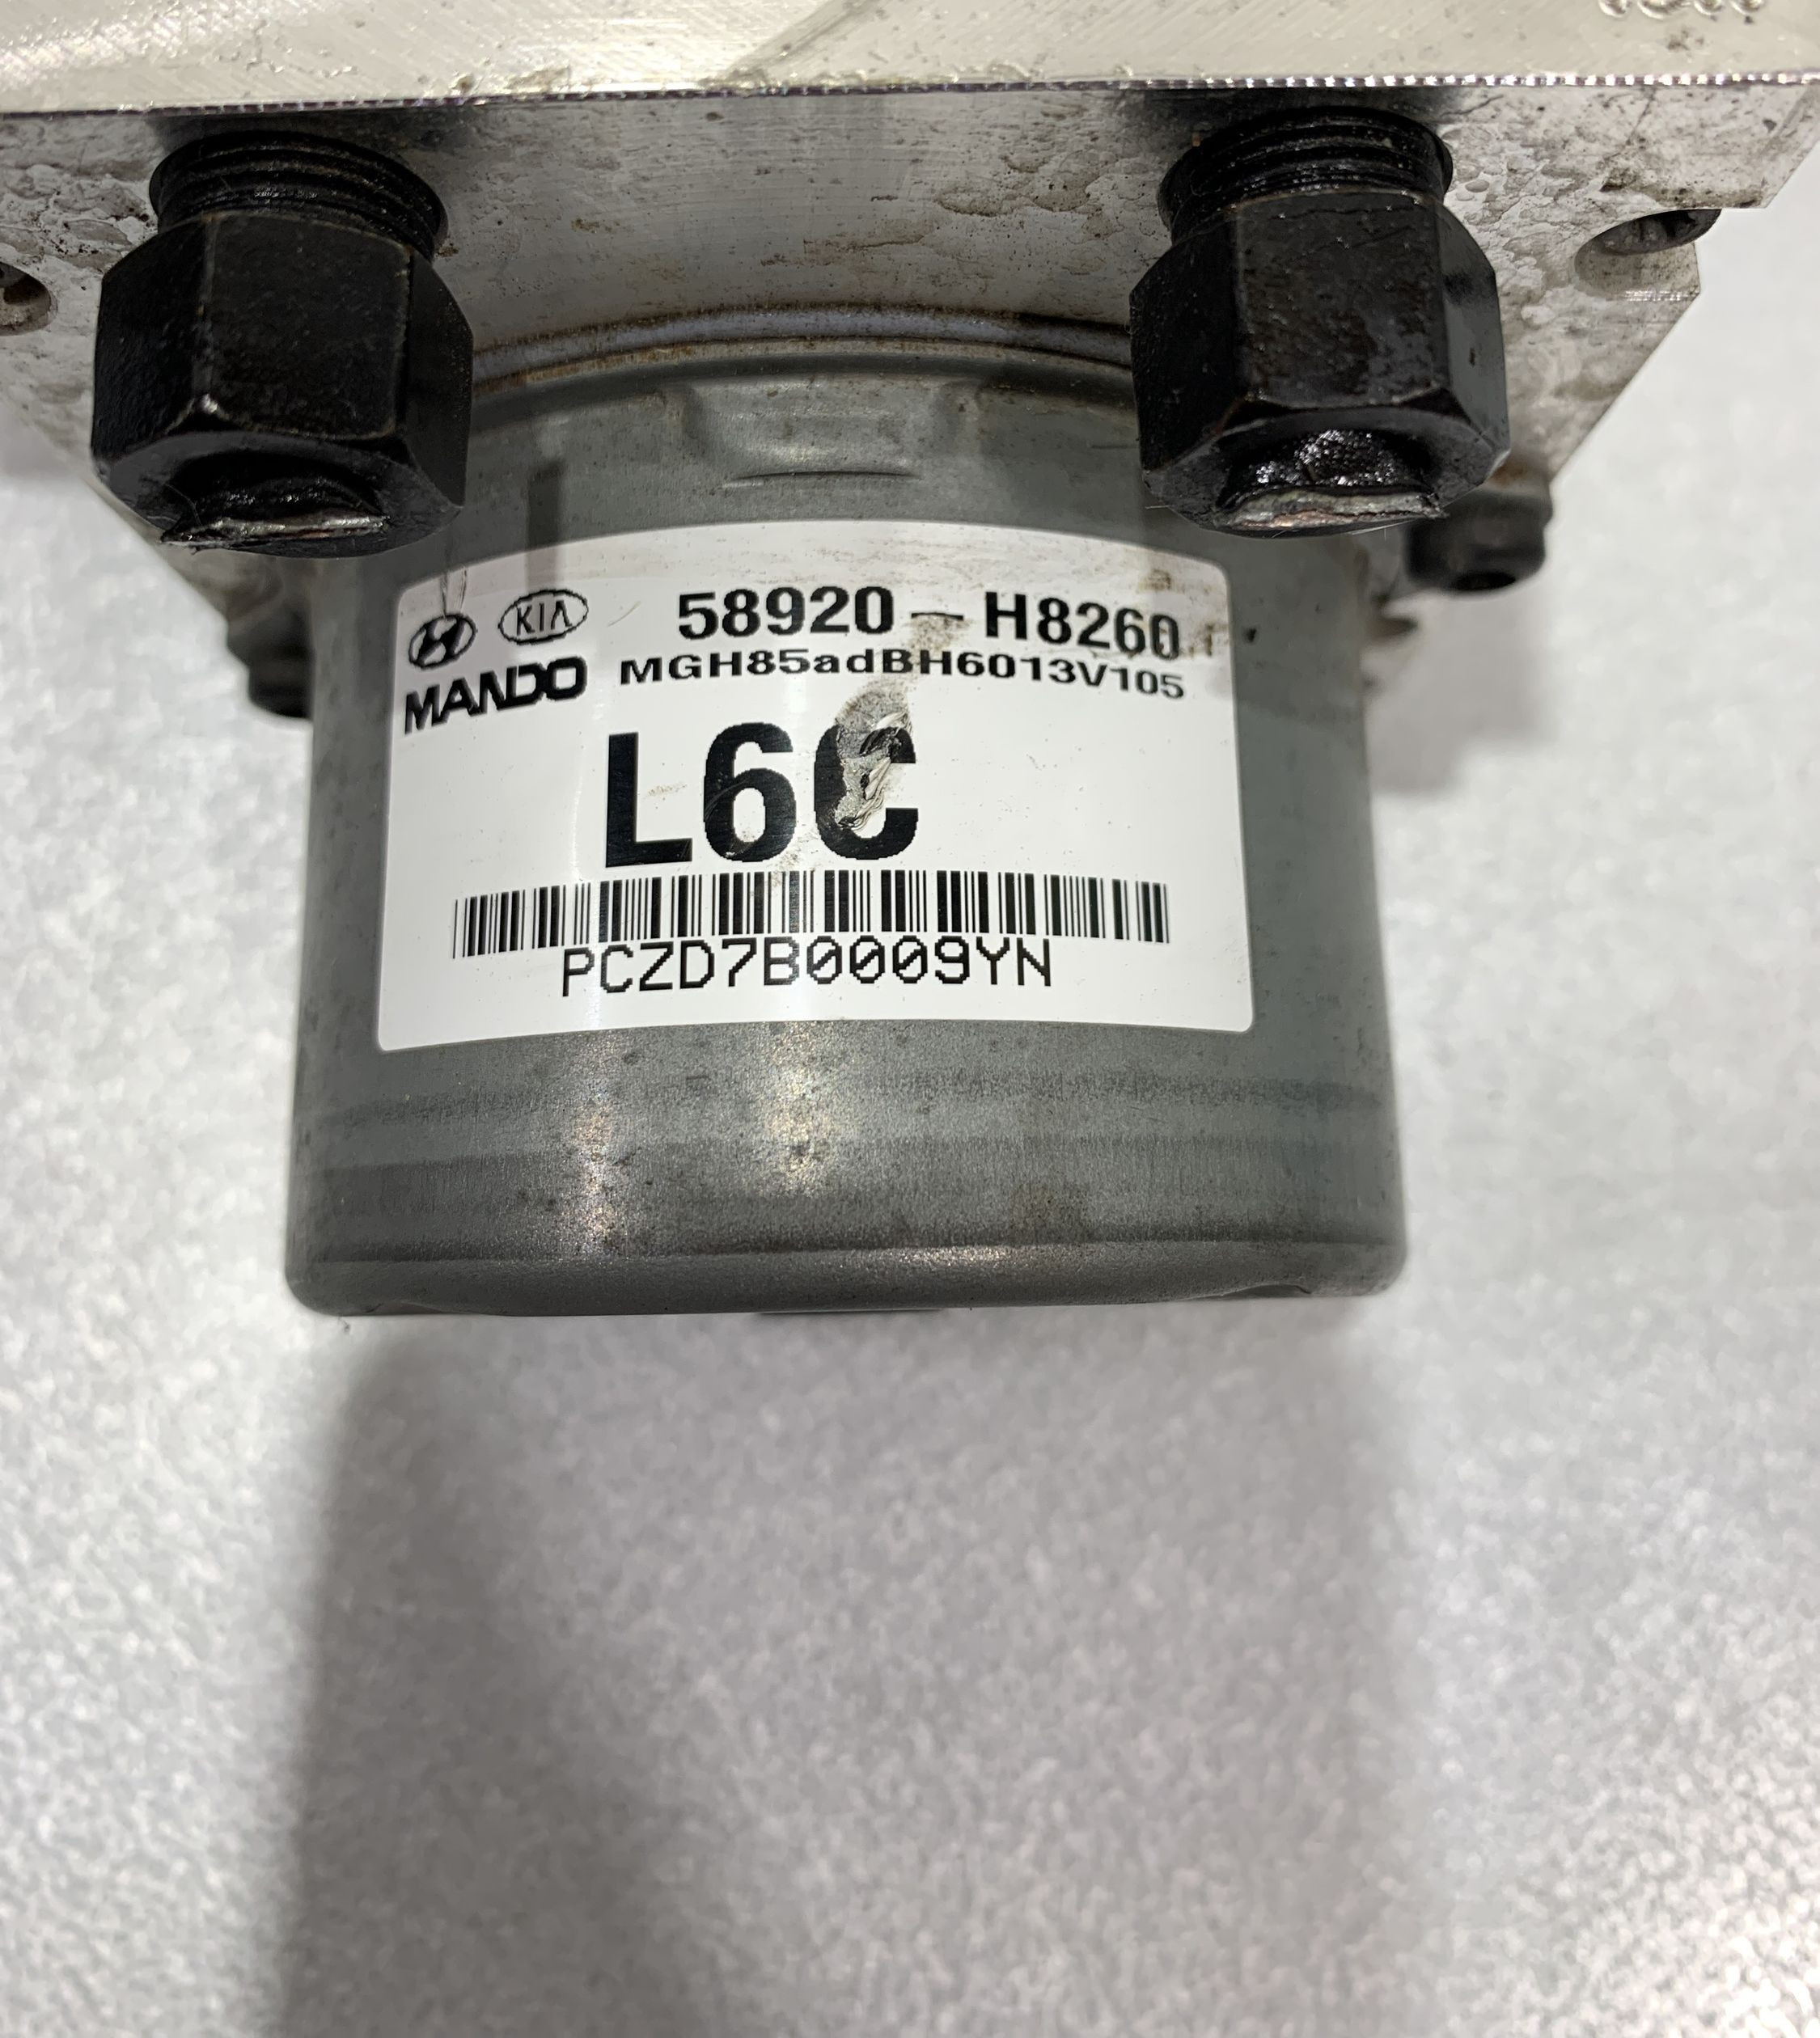 KIA 58920 - H8260
MANDO MGH85adBH6013V105
L6C
PCZD7B0009YN